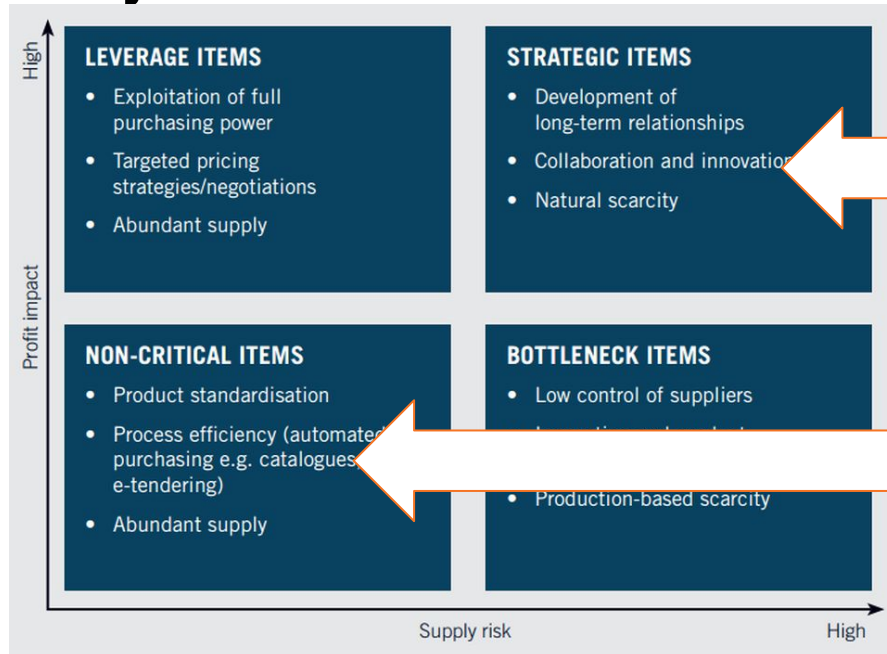 High
LEVERAGE ITEMS
• Exploitation of full
purchasing power
• Targeted pricing
strategies/negotiations
• Abundant supply
STRATEGIC ITEMS
• Development of
long-term relationships
• Collaboration and innovation
• Natural scarcity
Profit impact
NON-CRITICAL ITEMS
• Product standardisation
• Process efficiency (automated
purchasing e.g. catalogues,
e-tendering)
• Abundant supply
BOTTLENECK ITEMS
• Low control of suppliers
• Production-based scarcity
Supply risk
High